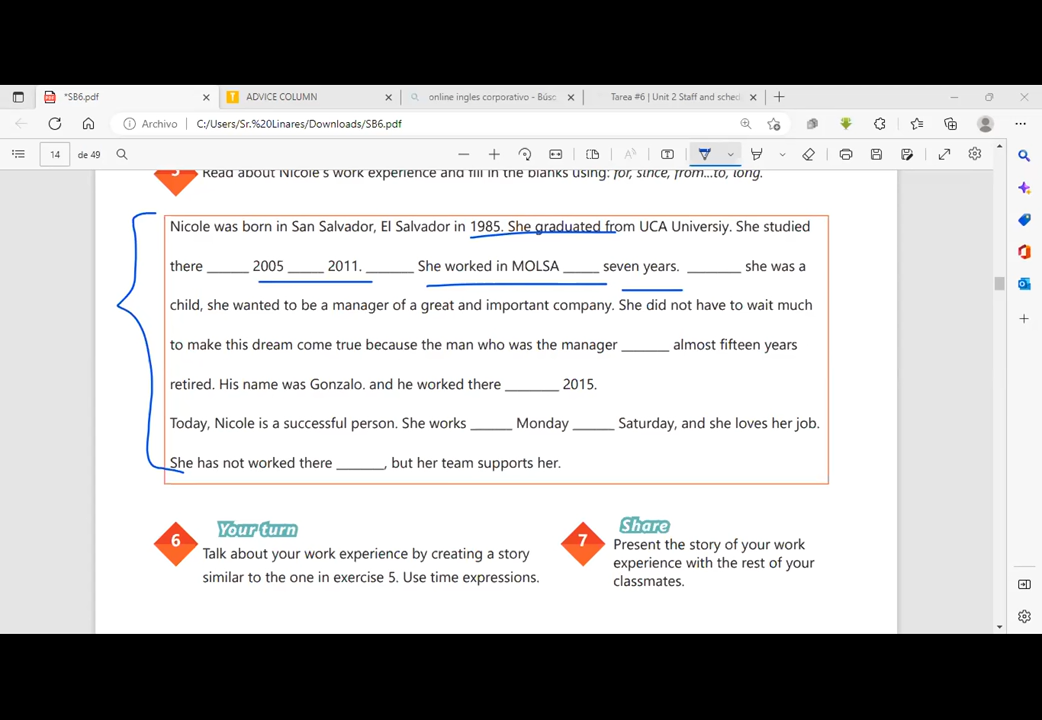 *SB6.pdf
ADVICE COLUMN
online ingles corporativo - Búsc
Tarea #6 | Unit 2 Staff and sched
Archivo
C:/Users/Sr.%20Linares/Downloads/SB6.pdf
14 de 49
Read about Nicole's work experience and fill in the blanks using: for, since, from...to, long.
Nicole was born in San Salvador, El Salvador in 1985. She graduated from UCA Universiy. She studied
there ______ 2005 _____ 2011. _______ She worked in MOLSA _____ seven years. ________ she was a
child, she wanted to be a manager of a great and important company. She did not have to wait much
to make this dream come true because the man who was the manager _______ almost fifteen years
retired. His name was Gonzalo. and he worked there ________ 2015.
Today, Nicole is a successful person. She works ______ Monday ______ Saturday, and she loves her job.
She has not worked there _______, but her team supports her.
6
Your turn
Talk about your work experience by creating a story
similar to the one in exercise 5. Use time expressions.
7
Share
Present the story of your work
experience with the rest of your
classmates.